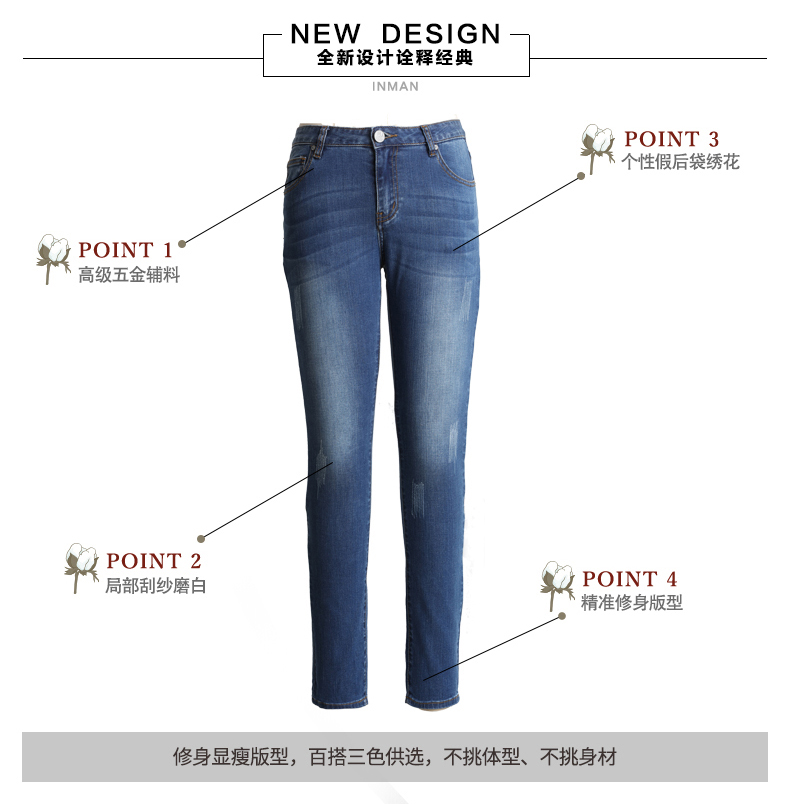 NEW DESIGN
全新设计诠释经典
INMAN
POINT 3
个性假后袋绣花
POINT 1
高级五金辅料
POINT 2
局部刮纱磨白
POINT 4
精准修身版型
修身显瘦版型，百搭三色供选，不挑体型、不挑身材